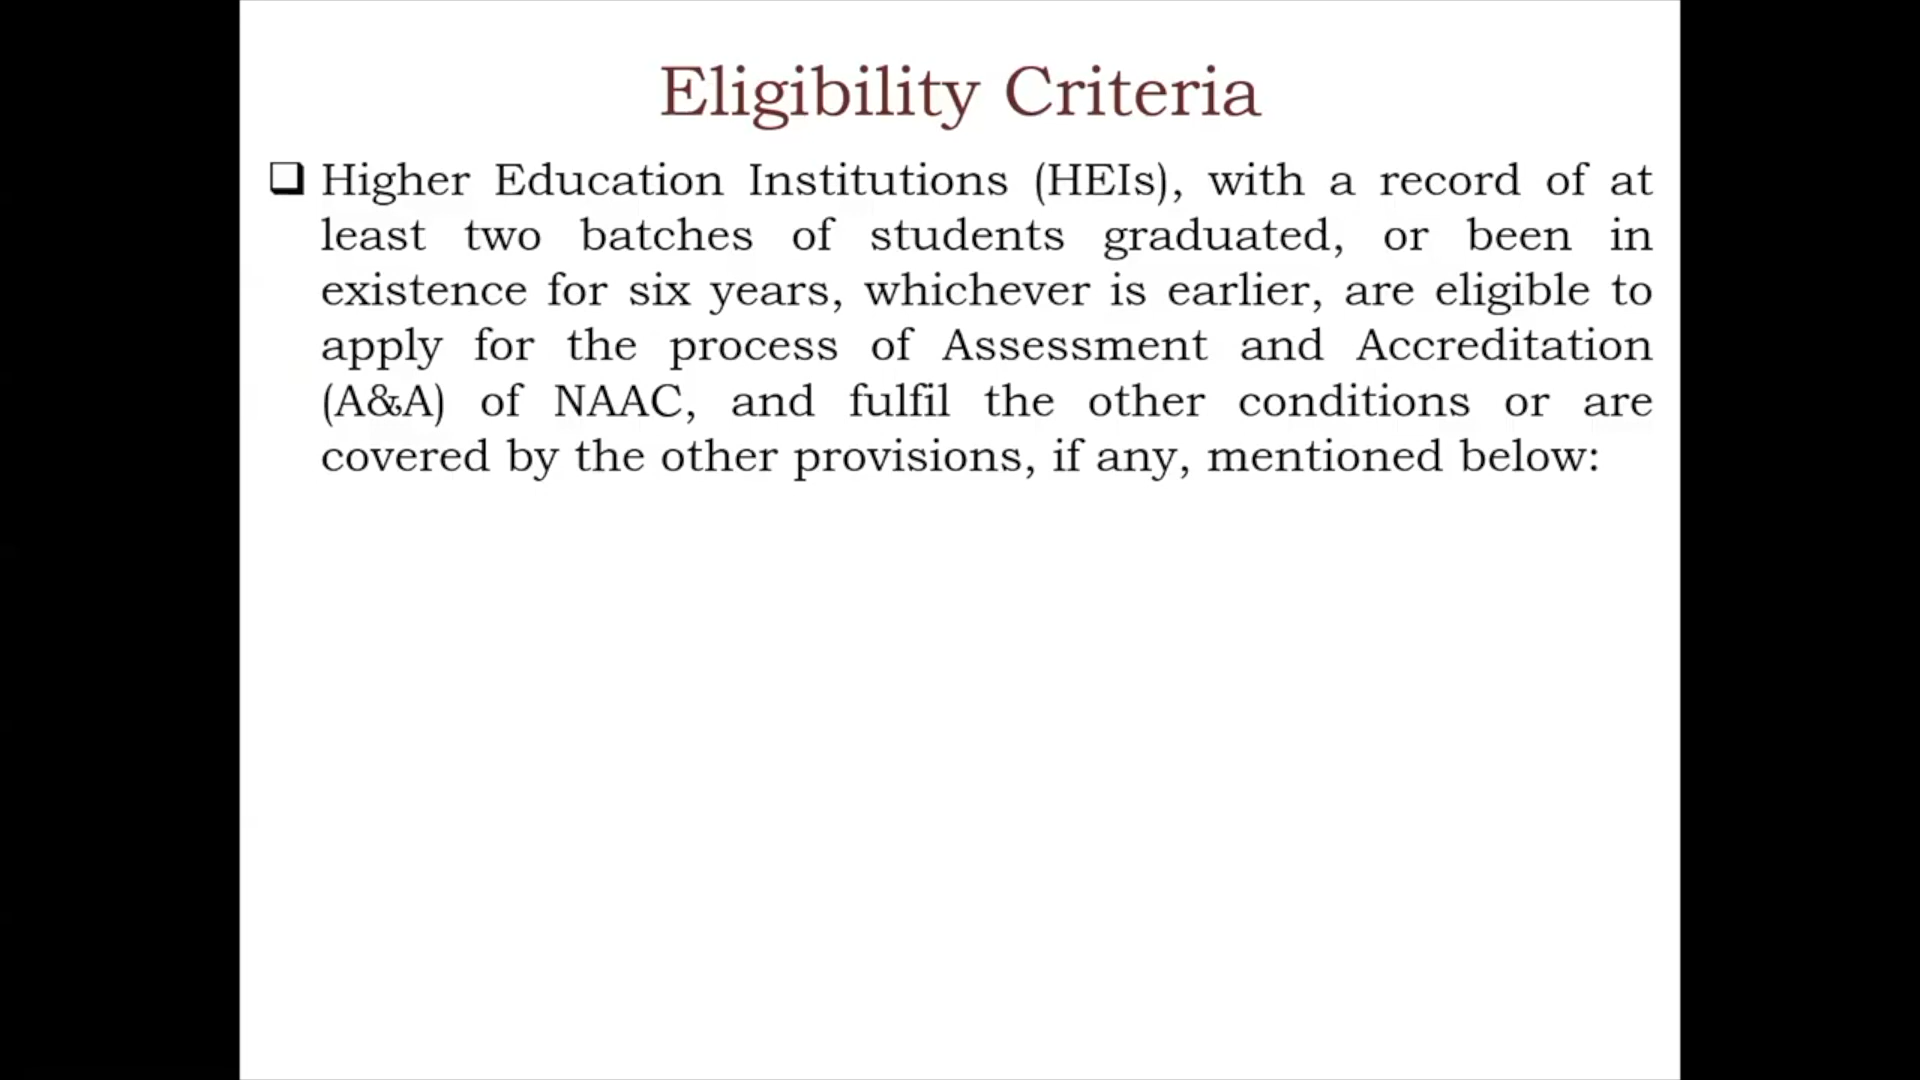 Eligibility Criteria
❑ Higher Education Institutions (HEIs), with a record of at
least two batches of students graduated, or been in
existence for six years, whichever is earlier, are eligible to
apply for the process of Assessment and Accreditation
(A&A) of NAAC, and fulfil the other conditions or are
covered by the other provisions, if any, mentioned below: